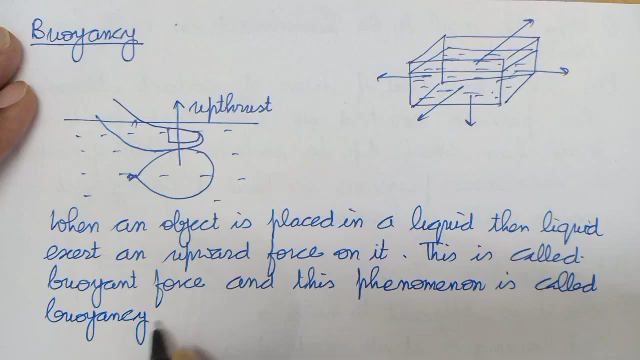 Buoyancy
upthrust
When an object is placed in a liquid then liquid
exert an upward force on it. This is called
buoyant force and this phenomenon is called
buoyancy